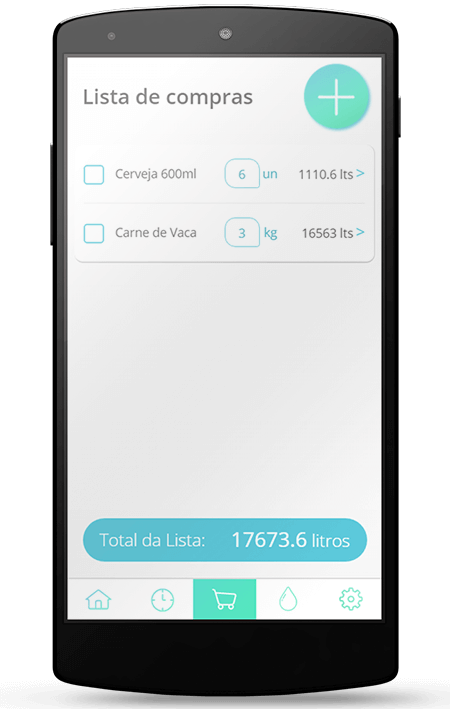 Lista de compras
Cerveja 600ml 6 un 1110.6 lts >
Carne de Vaca 3 kg 16563 lts >
Total da Lista: 17673.6 litros